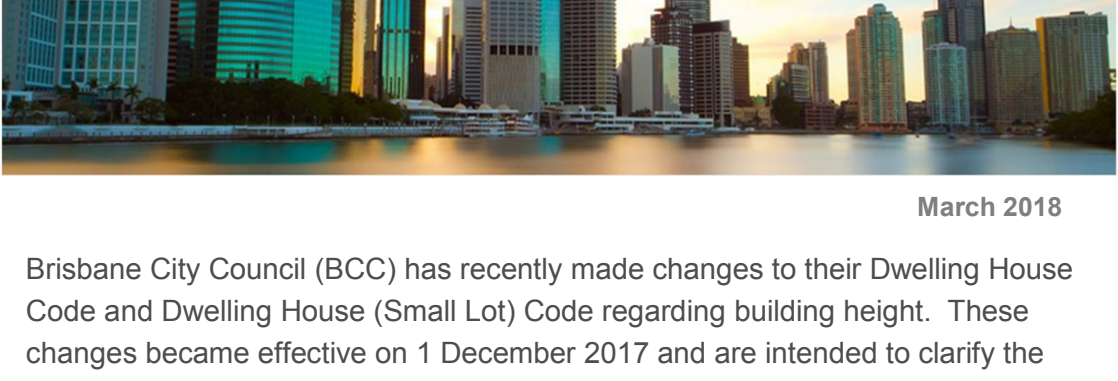 March 2018
Brisbane City Council (BCC) has recently made changes to their Dwelling House
Code and Dwelling House (Small Lot) Code regarding building height.  These
changes became effective on 1 December 2017 and are intended to clarify the